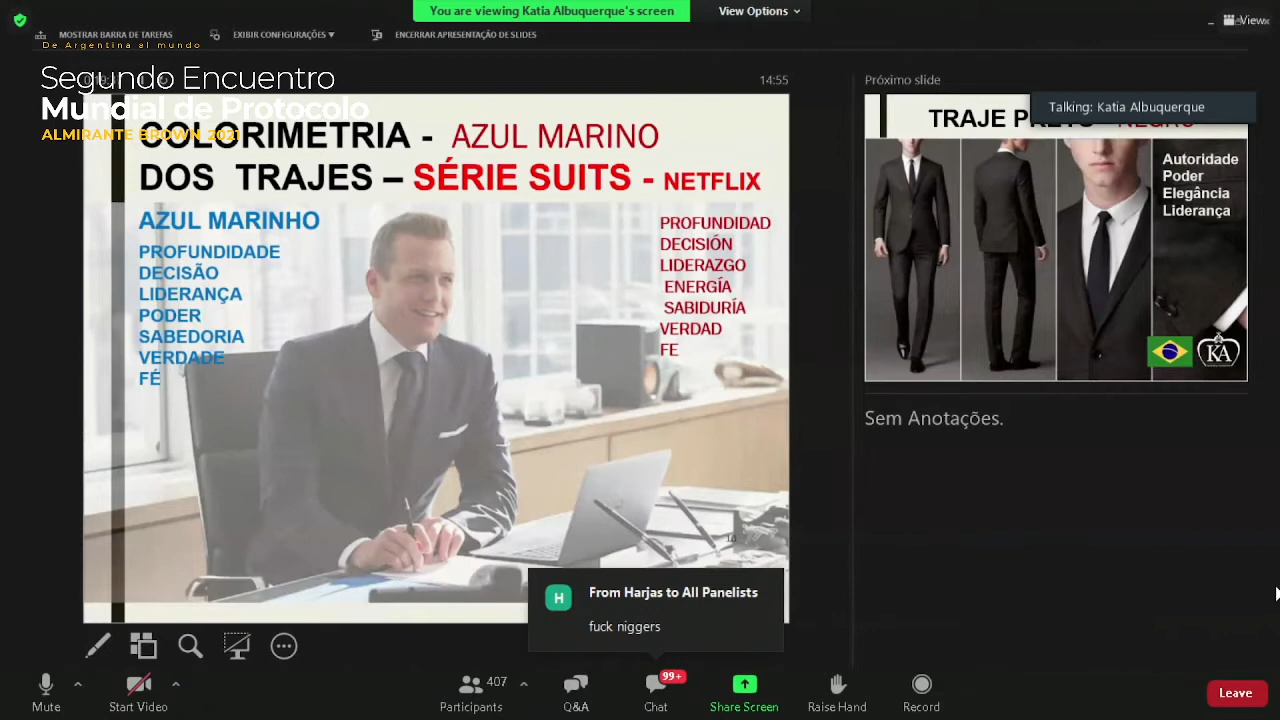 You are viewing Katia Albuquerque's screen
View Options
View
MOSTRAR BARRA DE TAREFAS
EXIBIR CONFIGURAÇÕES
ENCERRAR APRESENTAÇÃO DE SLIDES
De Argentina al mundo
Segundo Encuentro
Mundial de Protocolo
ALMIRANTE BROWN 2021
14:55
Próximo slide
Talking: Katia Albuquerque
COLORIMETRIA - AZUL MARINO
DOS TRAJES – SÉRIE SUITS - NETFLIX
AZUL MARINHO
PROFUNDIDADE
DECISÃO
LIDERANÇA
PODER
SABEDORIA
VERDADE
FÉ
PROFUNDIDAD
DECISIÓN
LIDERAZGO
ENERGÍA
SABIDURÍA
VERDAD
FE
TRAJE PRETO - NEGRO
Autoridade
Poder
Elegância
Liderança
KA
Sem Anotações.
H
From Harjas to All Panelists
fuck niggers
Mute
Start Video
407
Participants
Q&A
99+
Chat
Share Screen
Raise Hand
Record
Leave